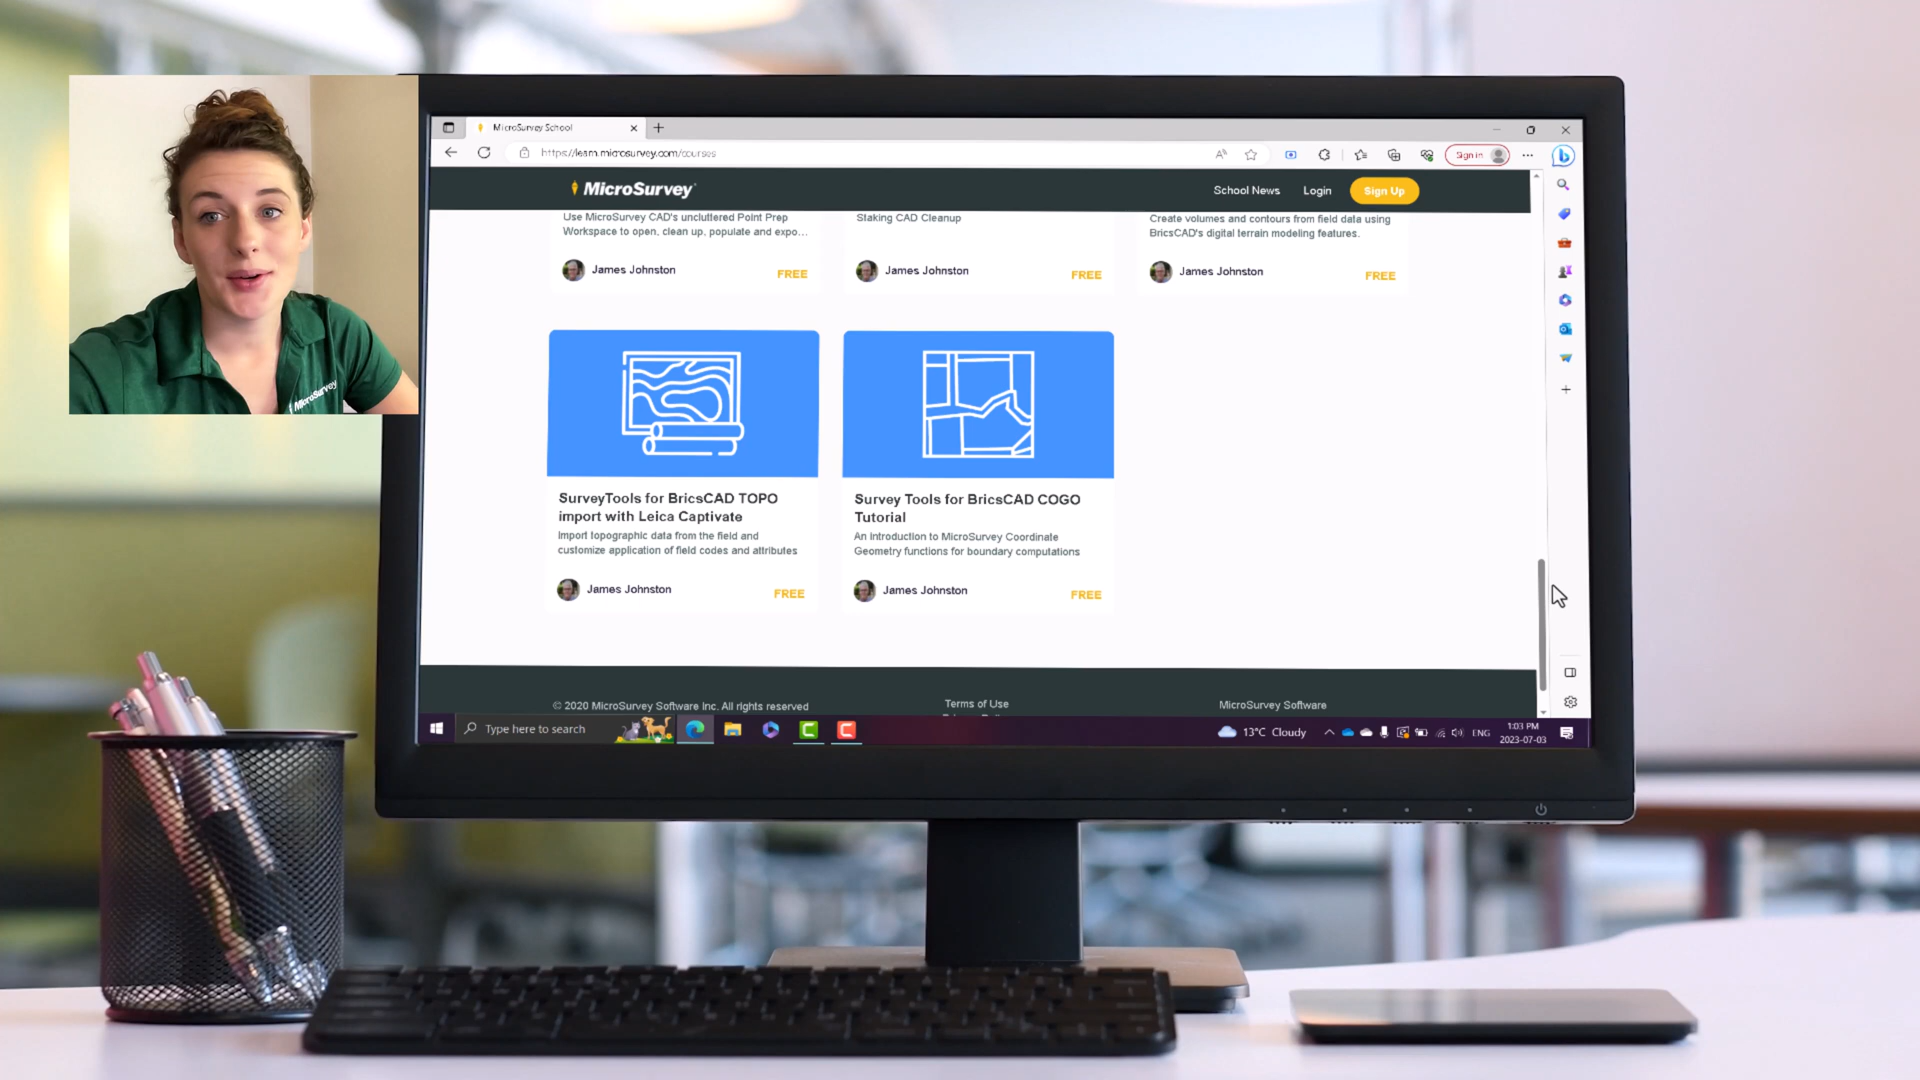 MicroSurvey School
https://learn.microsurvey.com/courses
Sign in
MicroSurvey
School News
Login
Sign Up
Use MicroSurvey CAD's uncluttered Point Prep
Workspace to open, clean up, populate and expo...
Staking CAD Cleanup
Create volumes and contours from field data using
BricsCAD's digital terrain modeling features.
James Johnston
FREE
James Johnston
FREE
James Johnston
FREE
SurveyTools for BricsCAD TOPO
import with Leica Captivate
Import topographic data from the field and
customize application of field codes and attributes
James Johnston
FREE
Survey Tools for BricsCAD COGO
Tutorial
An Introduction to MicroSurvey Coordinate
Geometry functions for boundary computations
James Johnston
FREE
© 2020 MicroSurvey Software Inc. All rights reserved
Terms of Use
MicroSurvey Software
Type here to search
13°C Cloudy
ENG
1:03 PM
2023-07-03
MicroSurvey